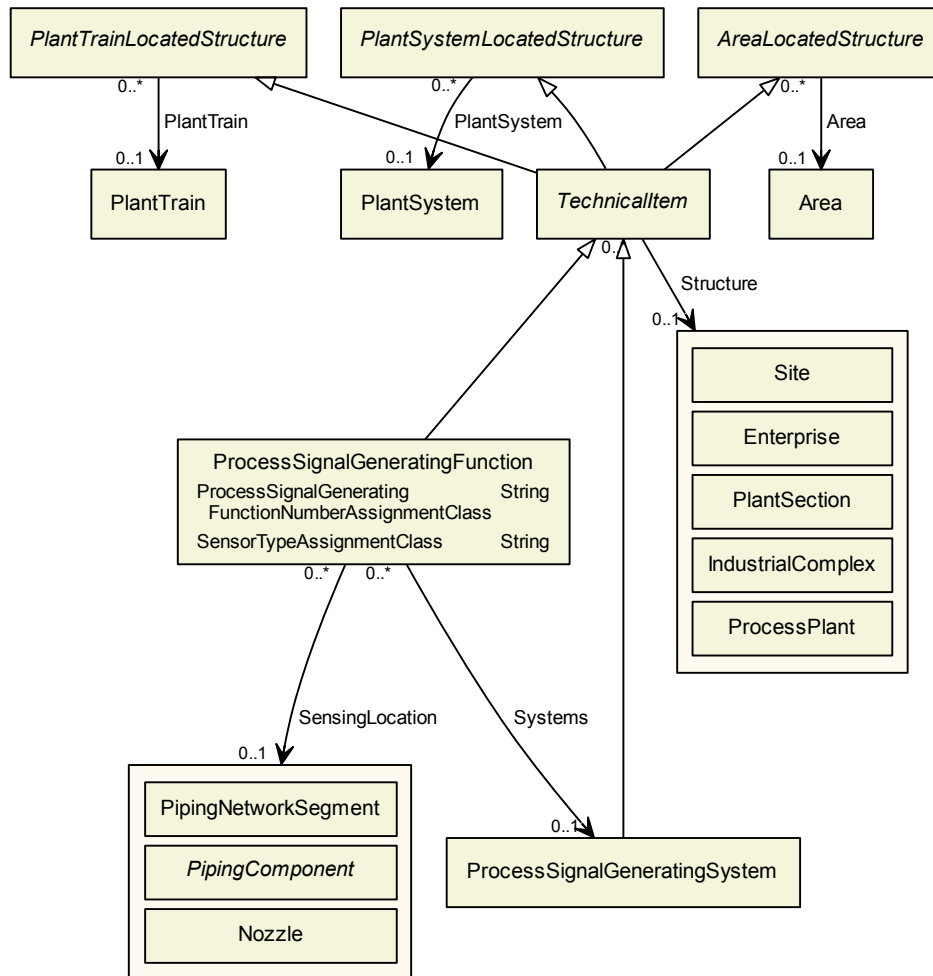 PlantTrainLocatedStructure
PlantSystemLocatedStructure
AreaLocatedStructure
0..*
0..*
0..*
PlantTrain
PlantSystem
Area
0..1
0..1
0..1
PlantTrain
PlantSystem
TechnicalItem
Area
Structure
0..1
Site
Enterprise
PlantSection
IndustrialComplex
ProcessPlant
ProcessSignalGeneratingFunction
ProcessSignalGenerating String
FunctionNumberAssignmentClass
SensorTypeAssignmentClass String
0..*
0..*
SensingLocation
Systems
0..1
PipingNetworkSegment
PipingComponent
Nozzle
0..1
ProcessSignalGeneratingSystem